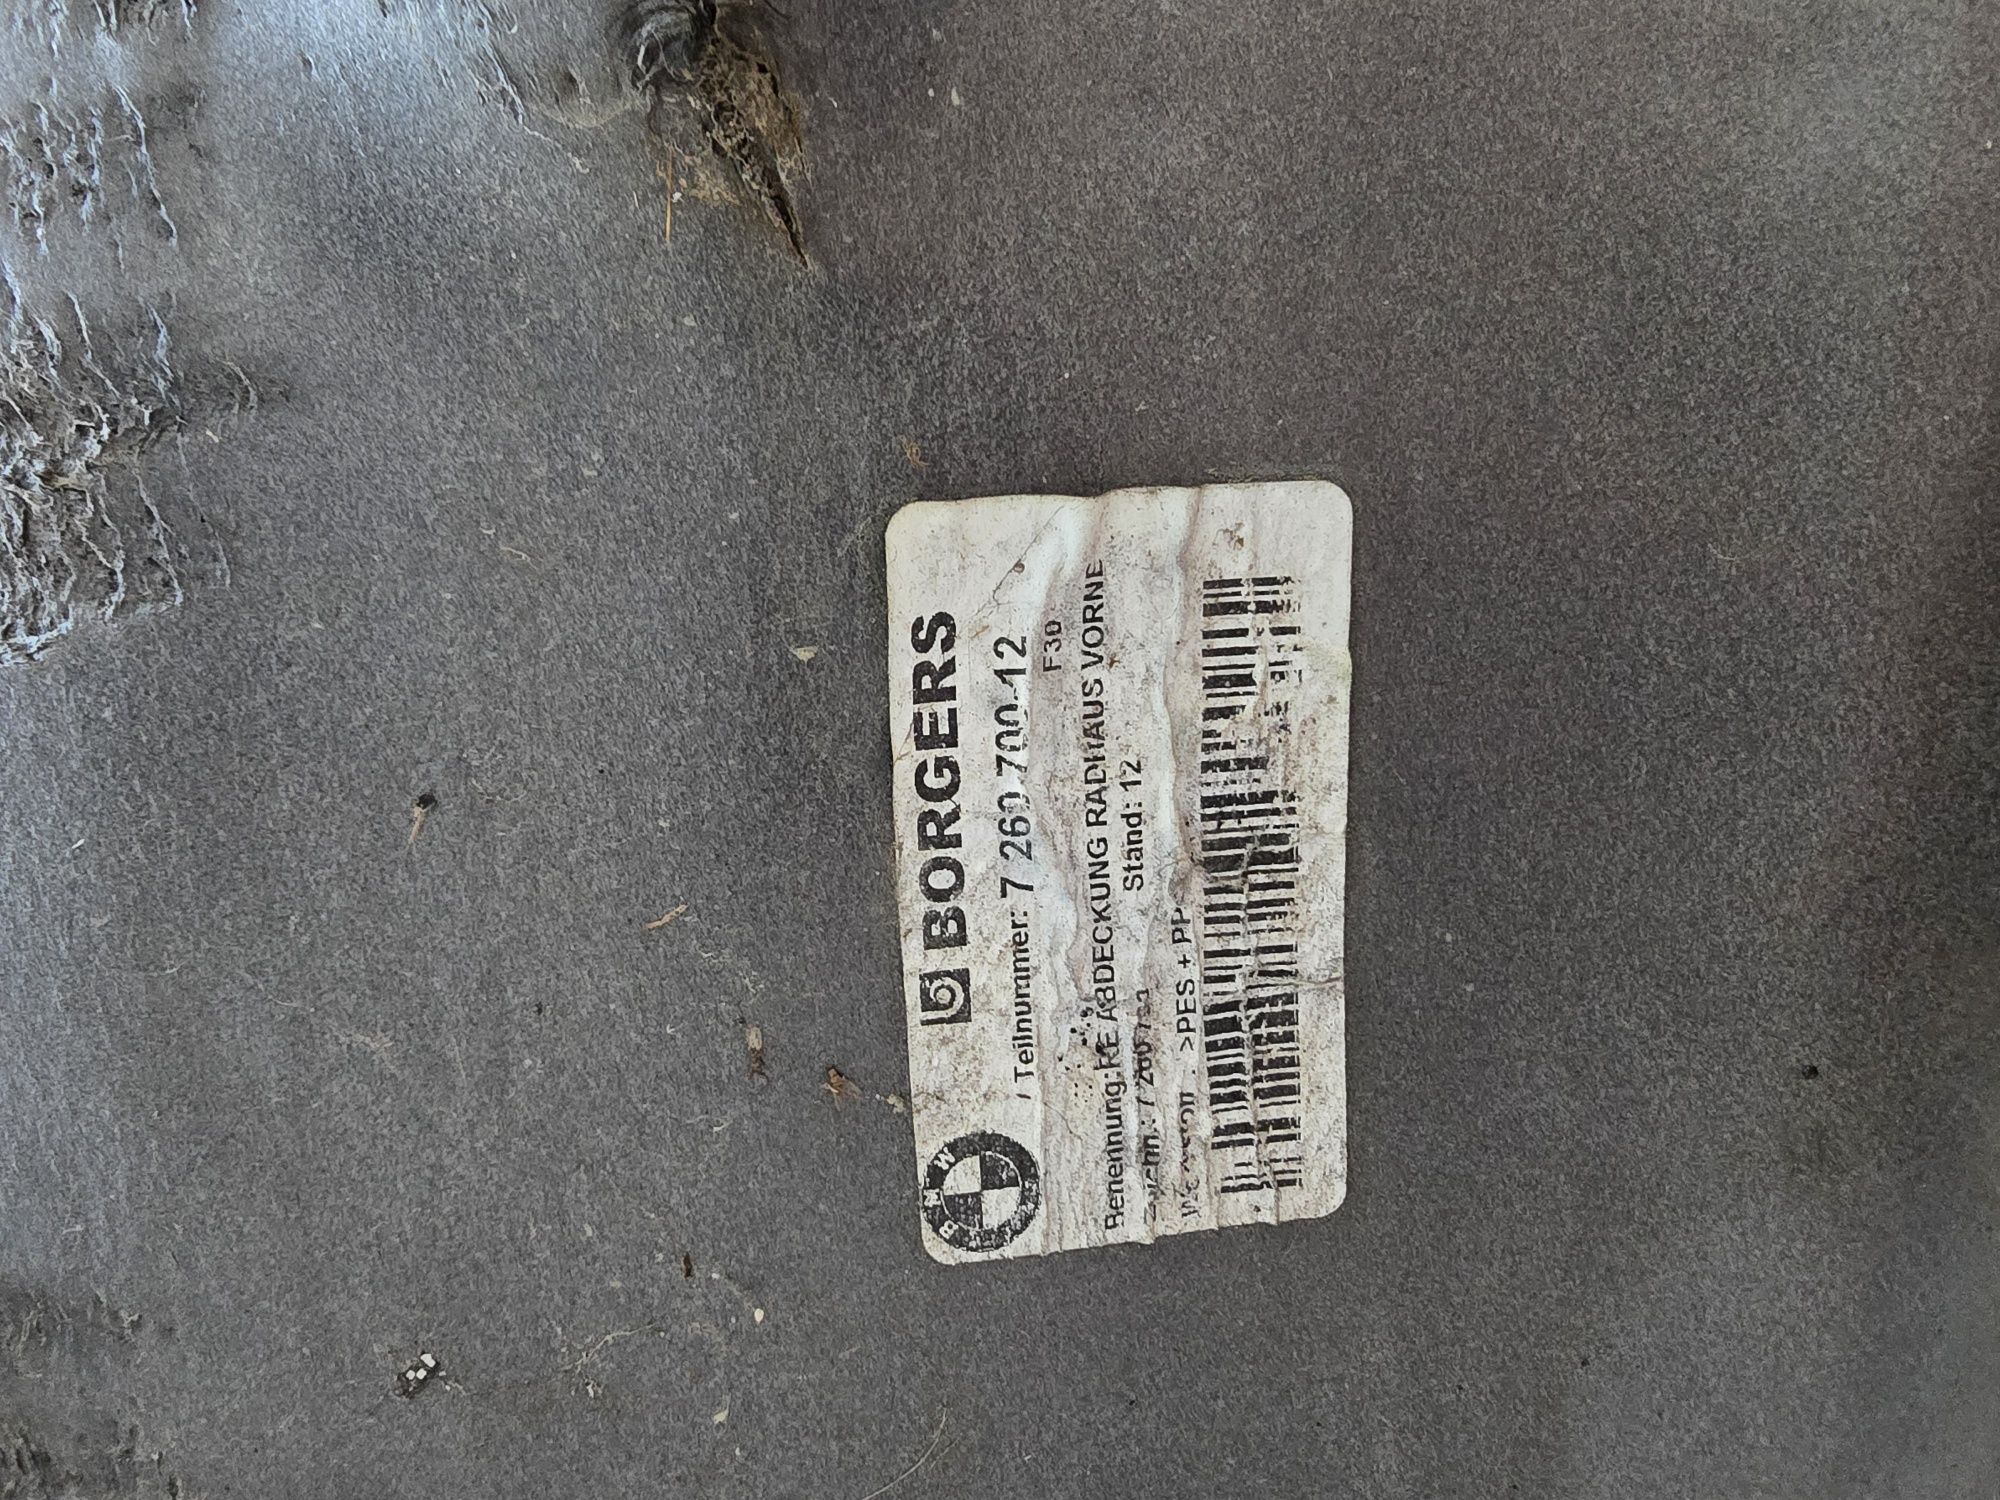 BORGERS
BMW
Teilnummer: 7 260 700-12
F30
Benennung: RE ABDECKUNG RADHAUS VORNE
Stand: 12
>PES + PP